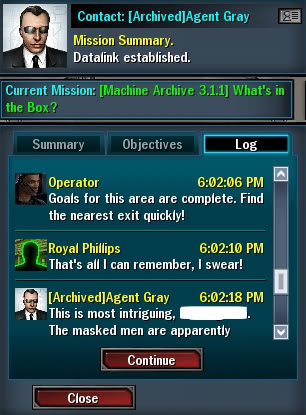 Contact: [Archived]Agent Gray
Mission Summary.
Datalink established.
Current Mission: [Machine Archive 3.1.1] What's in
the Box?
Summary
Objectives
Log
Operator 6:02:06 PM
Goals for this area are complete. Find
the nearest exit quickly!
Royal Phillips 6:02:10 PM
That's all I can remember, I swear!
[Archived]Agent Gray 6:02:18 PM
This is most intriguing, .
The masked men are apparently
Continue
Close